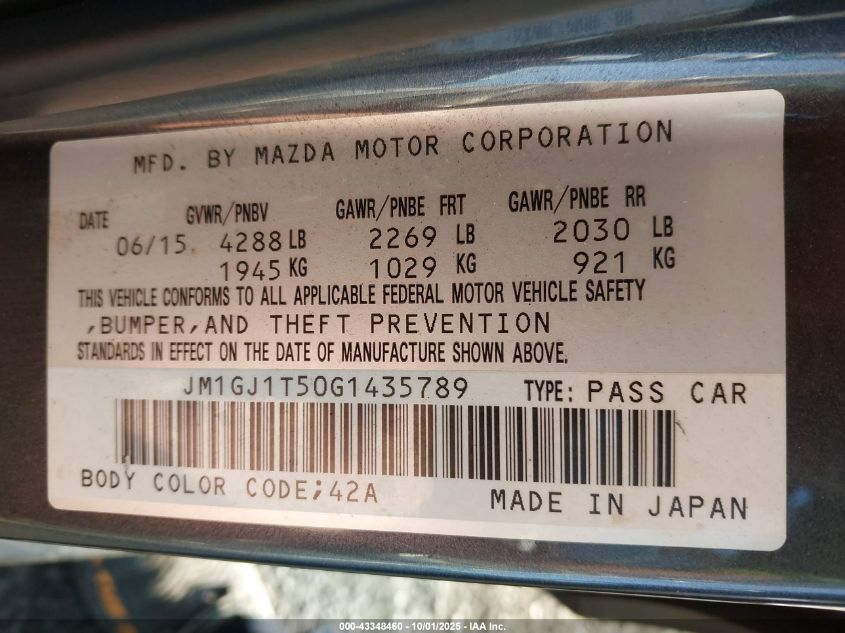 MFD. BY MAZDA MOTOR CORPORATION
DATE GVWR/PNBV GAWR/PNBE FRT GAWR/PNBE RR
06/15 4288 LB 2269 LB 2030 LB
1945 KG 1029 KG 921 KG
THIS VEHICLE CONFORMS TO ALL APPLICABLE FEDERAL MOTOR VEHICLE SAFETY
,BUMPER,AND THEFT PREVENTION
STANDARDS IN EFFECT ON THE DATE OF MANUFACTURE SHOWN ABOVE.
JM1GJ1T50G1435789 TYPE: PASS CAR
BODY COLOR CODE;42A MADE IN JAPAN
000-43348460 - 10/01/2025 - IAA Inc.